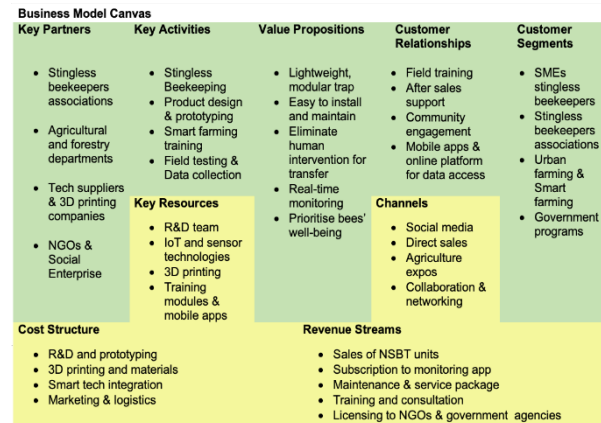 Business Model Canvas
Key Partners
• Stingless
beekeepers
associations
• Agricultural
and forestry
departments
• Tech suppliers
& 3D printing
companies
• NGOs &
Social
Enterprise
Key Activities
• Stingless
Beekeeping
• Product design
& prototyping
• Smart farming
training
• Field testing &
Data collection
Key Resources
• R&D team
• IoT and sensor
technologies
• 3D printing
• Training
modules &
mobile apps
Value Propositions
• Lightweight,
modular trap
• Easy to install
and maintain
• Eliminate
human
intervention for
transfer
• Real-time
monitoring
• Prioritise bees'
well-being
Customer
Relationships
• Field training
• After sales
support
• Community
engagement
• Mobile apps &
online platform
for data access
Channels
• Social media
• Direct sales
• Agriculture
expos
• Collaboration &
networking
Customer
Segments
• SMEs
stingless
beekeepers
• Stingless
beekeepers
associations
• Urban
farming &
Smart
farming
• Government
programs
Cost Structure
• R&D and prototyping
• 3D printing and materials
• Smart tech integration
• Marketing & logistics
Revenue Streams
• Sales of NSBT units
• Subscription to monitoring app
• Maintenance & service package
• Training and consultation
• Licensing to NGOs & government agencies